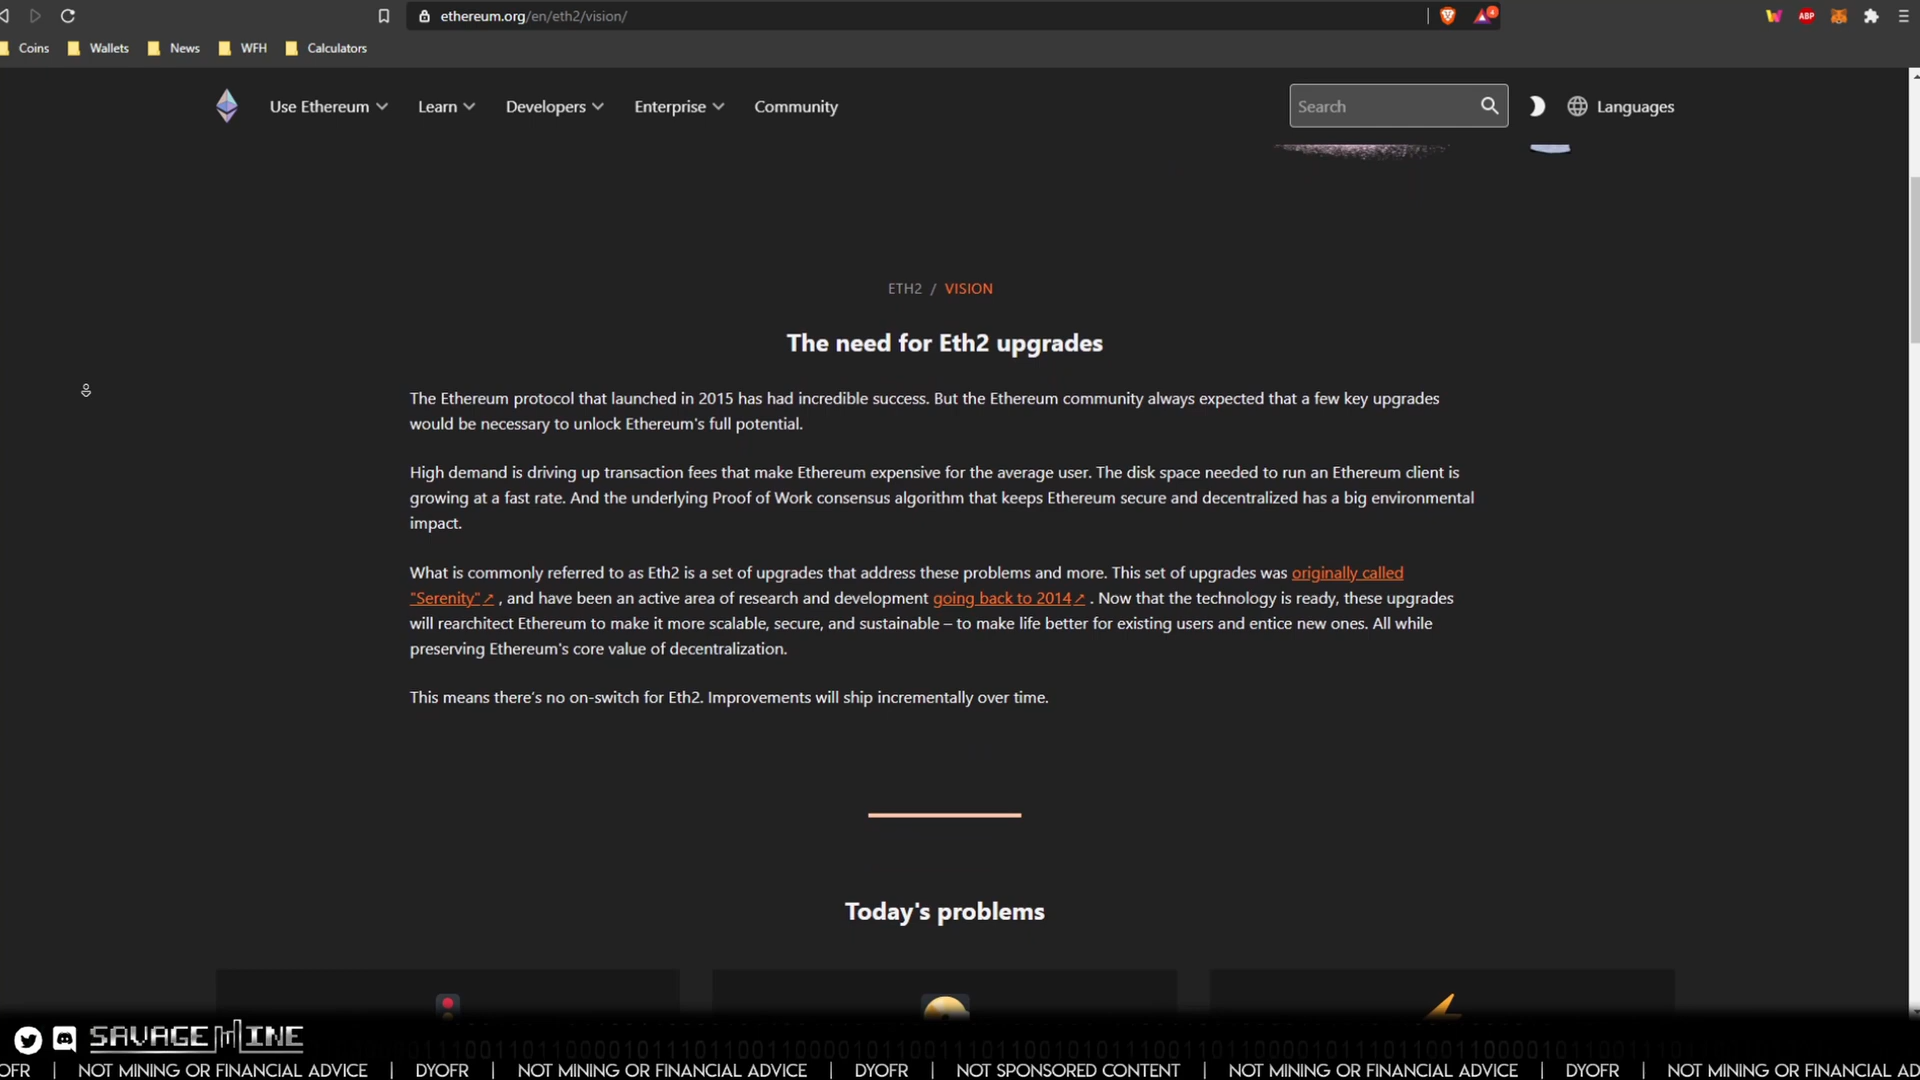 ethereum.org/en/eth2/vision/
4
ABP
Coins
Wallets
News
WFH
Calculators
Use Ethereum
Learn
Developers
Enterprise
Community
Search
Languages
ETH2 / VISION
The need for Eth2 upgrades
The Ethereum protocol that launched in 2015 has had incredible success. But the Ethereum community always expected that a few key upgrades
would be necessary to unlock Ethereum's full potential.
High demand is driving up transaction fees that make Ethereum expensive for the average user. The disk space needed to run an Ethereum client is
growing at a fast rate. And the underlying Proof of Work consensus algorithm that keeps Ethereum secure and decentralized has a big environmental
impact.
What is commonly referred to as Eth2 is a set of upgrades that address these problems and more. This set of upgrades was originally called
"Serenity"↗ , and have been an active area of research and development going back to 2014↗ . Now that the technology is ready, these upgrades
will rearchitect Ethereum to make it more scalable, secure, and sustainable – to make life better for existing users and entice new ones. All while
preserving Ethereum's core value of decentralization.
This means there's no on-switch for Eth2. Improvements will ship incrementally over time.
Today's problems
SAVAGE MINE
OFR | NOT MINING OR FINANCIAL ADVICE | DYOFR | NOT MINING OR FINANCIAL ADVICE | DYOFR | NOT SPONSORED CONTENT | NOT MINING OR FINANCIAL ADVICE | DYOFR | NOT MINING OR FINANCIAL AD